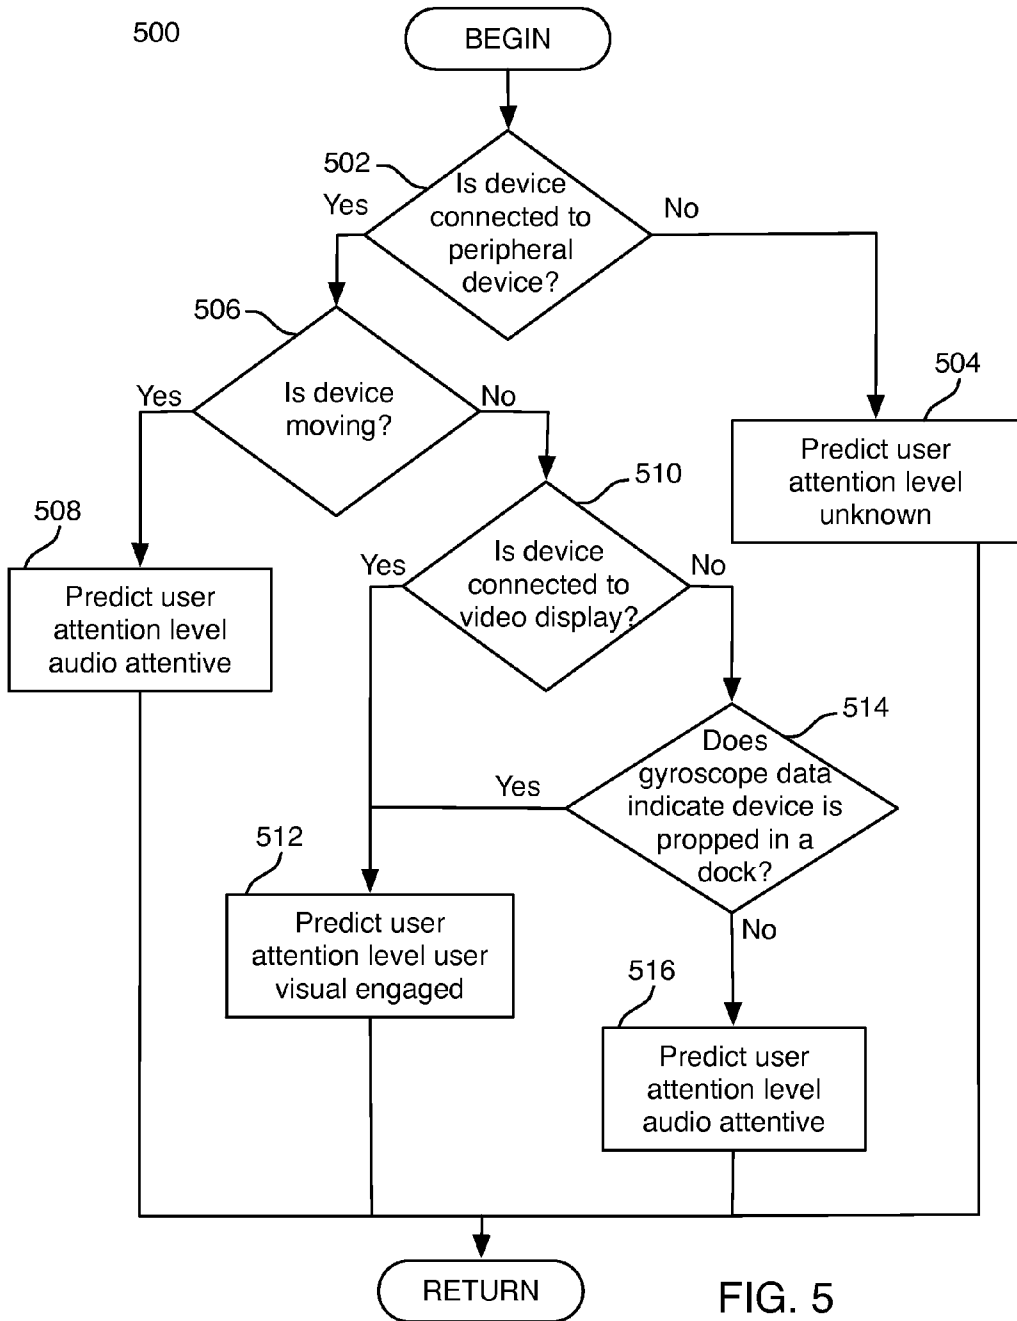 500
BEGIN
502
Is device
connected to
peripheral
device?
Yes
No
506
Is device
moving?
Yes
No
504
Predict user
attention level
unknown
510
Is device
connected to
video display?
Yes
No
508
Predict user
attention level
audio attentive
514
Does
gyroscope data
indicate device is
propped in a
dock?
Yes
No
512
Predict user
attention level user
visual engaged
516
Predict user
attention level
audio attentive
RETURN
FIG. 5